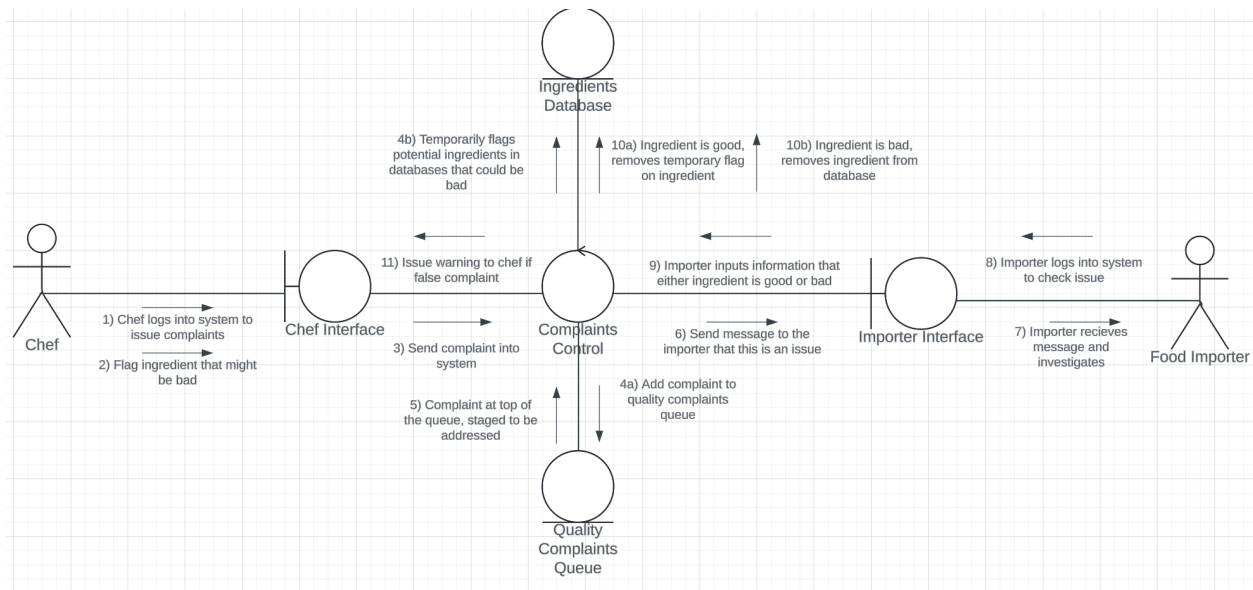 Ingredients
Database
4b) Temporarily flags
potential ingredients in
databases that could be
bad
10a) Ingredient is good,
removes temporary flag
on ingredient
10b) Ingredient is bad,
removes ingredient from
database
11) Issue warning to chef if
false complaint
9) Importer inputs information that
either ingredient is good or bad
8) Importer logs into system
to check issue
Chef
1) Chef logs into system to
issue complaints
2) Flag ingredient that might
be bad
Chef Interface
3) Send complaint into
system
Complaints
Control
6) Send message to the
importer that this is an issue
Importer Interface
7) Importer recieves
message and
investigates
Food Importer
5) Complaint at top of
the queue, staged to be
addressed
4a) Add complaint to
quality complaints
queue
Quality
Complaints
Queue